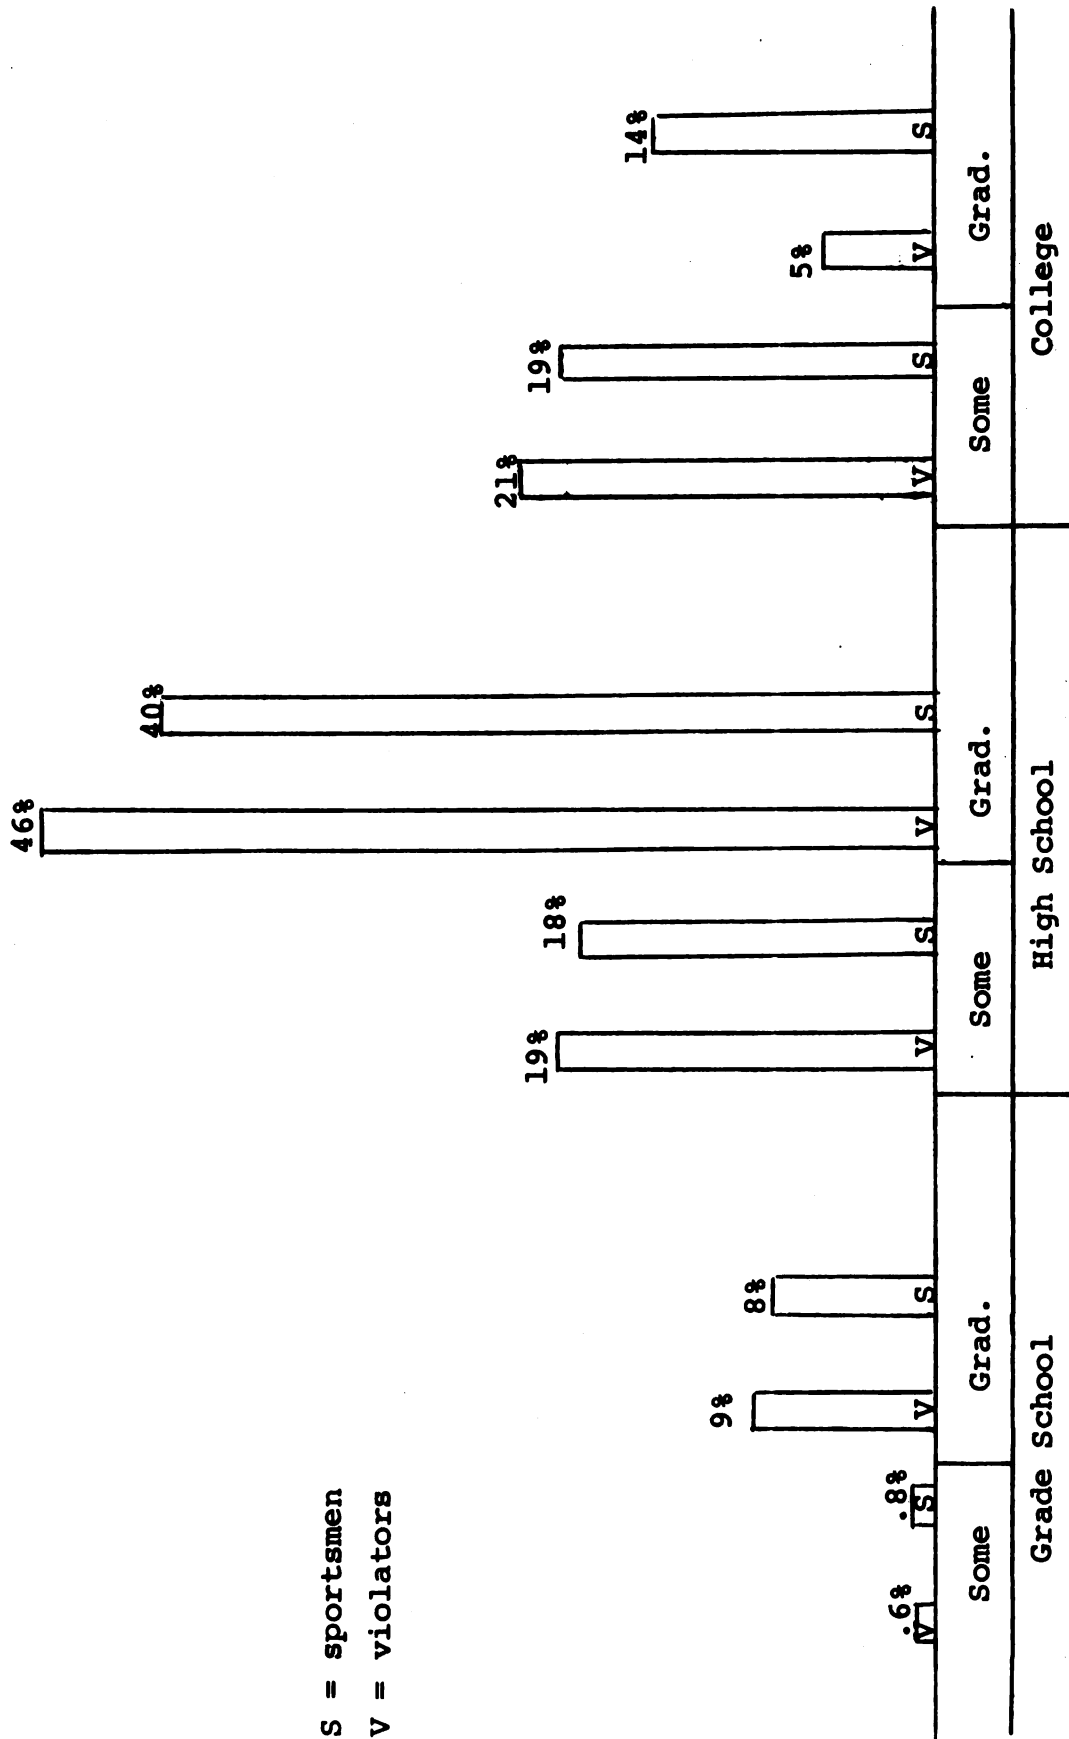 S = sportsmen
V = violators
.6%
.8%
9%
8%
19%
18%
46%
40%
21%
19%
5%
14%
V S V S V S V S V S V S
Some Grad. Some Grad. Some Grad.
Grade School High School College